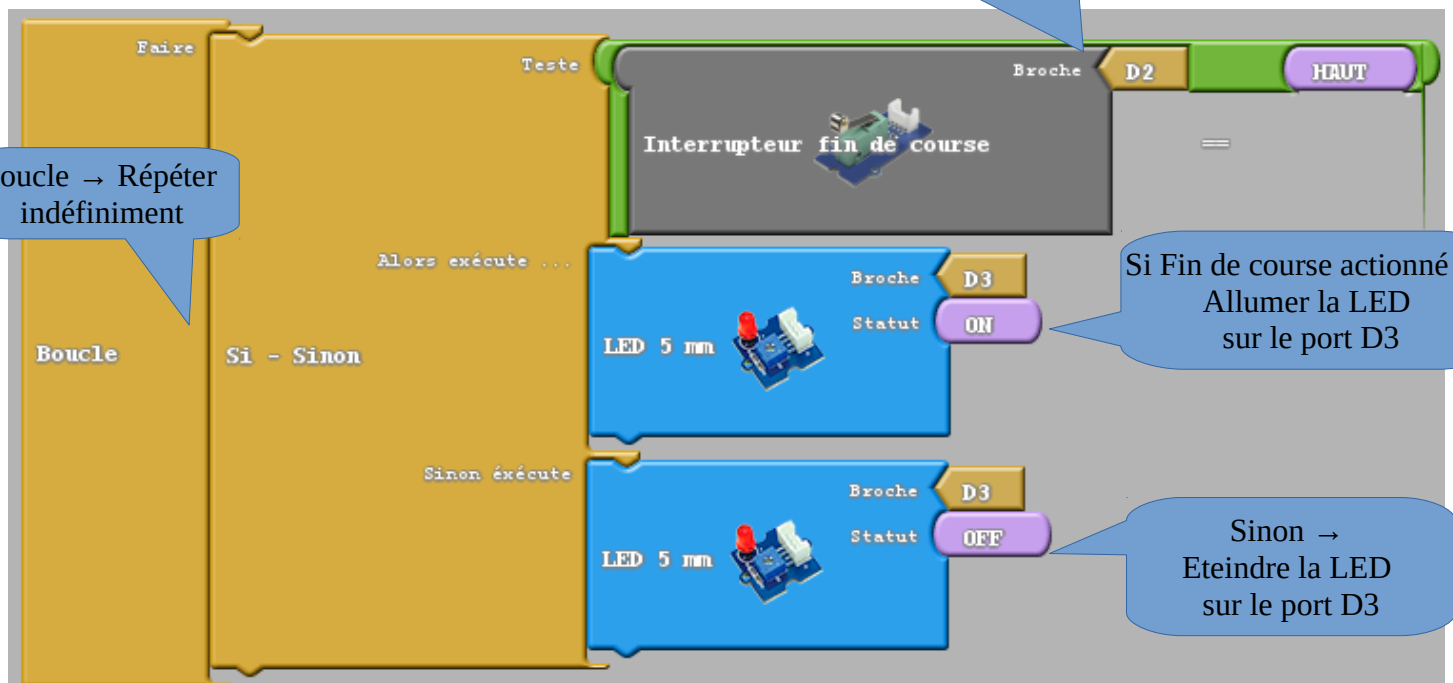 Faire
Teste
Broche D2 HAUT
Interrupteur fin de course ==
oucle → Répéter
indéfiniment
Alors exécute ...
Broche D3
Statut ON
LED 5 mm
Si Fin de course actionné
Allumer la LED
sur le port D3
Boucle
Si - Sinon
Sinon éxécute
Broche D3
Statut OFF
LED 5 mm
Sinon →
Eteindre la LED
sur le port D3